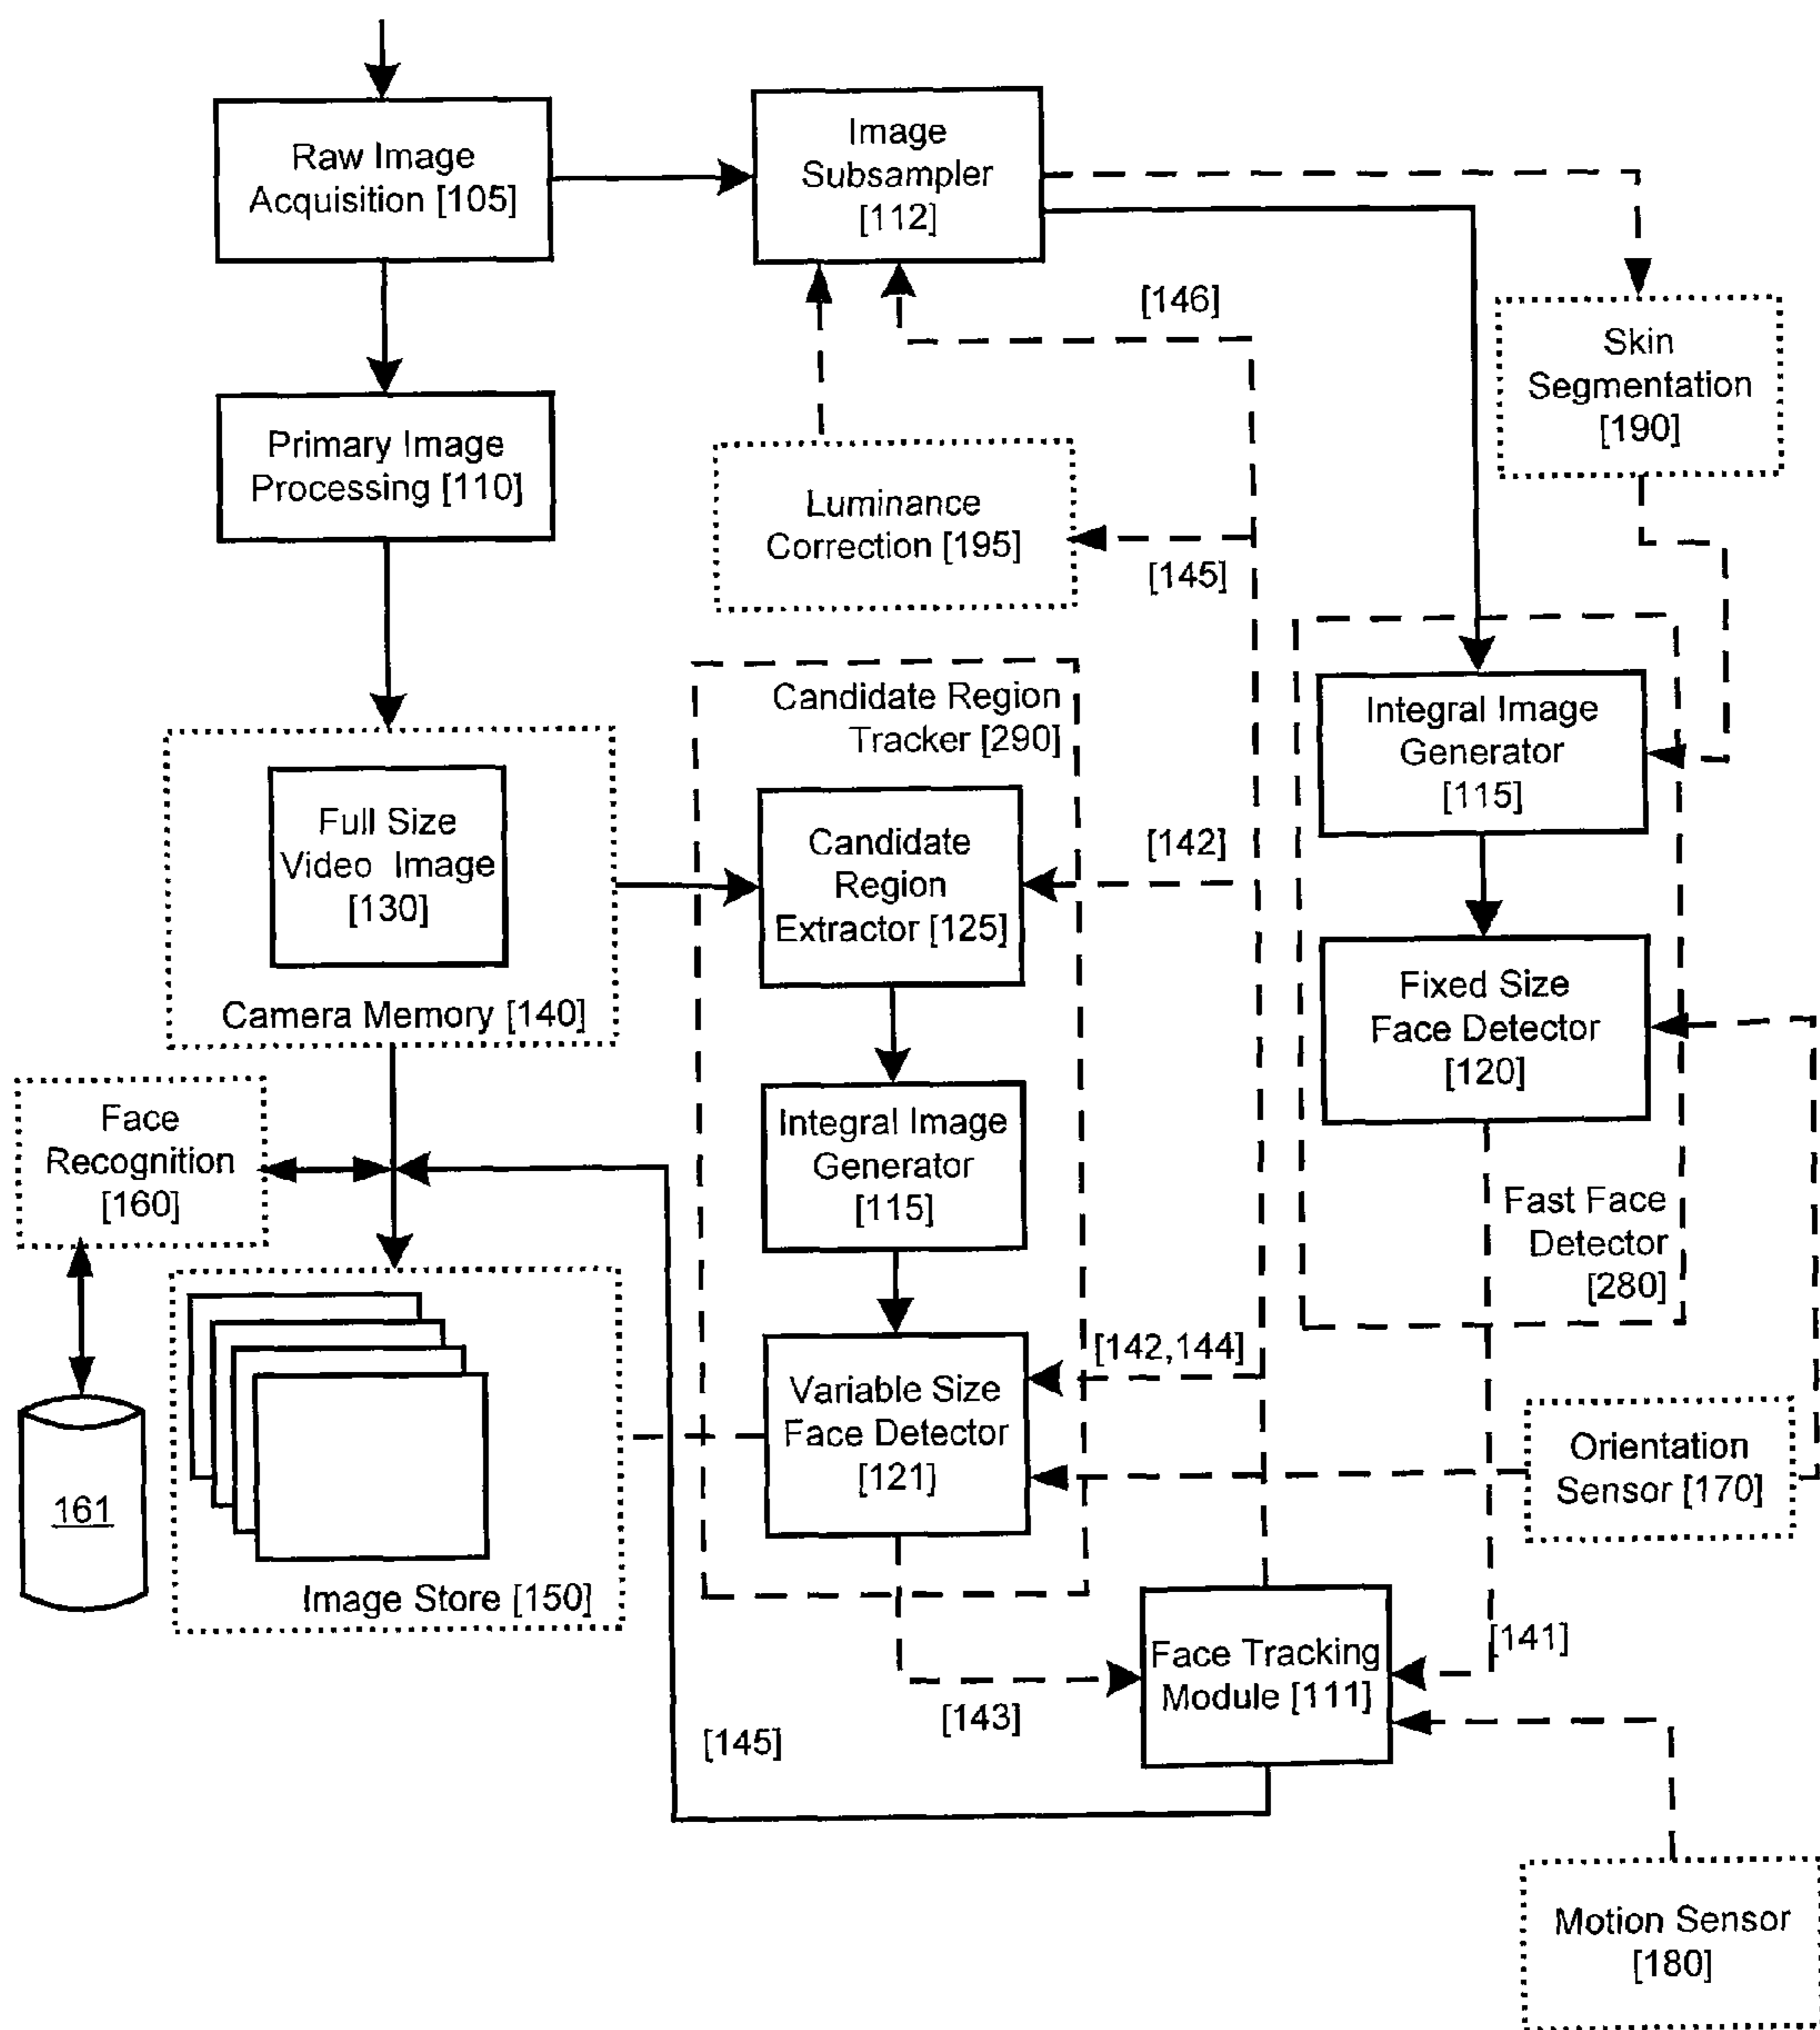 Raw Image
Acquisition [105]
Image
Subsampler
[112]
[146]
Skin
Segmentation
[190]
Primary Image
Processing [110]
Luminance
Correction [195]
[145]
Candidate Region
Tracker [290]
Integral Image
Generator
[115]
Full Size
Video Image
[130]
Camera Memory [140]
Candidate
Region
Extractor [125]
[142]
Fixed Size
Face Detector
[120]
Face
Recognition
[160]
Integral Image
Generator
[115]
Fast Face
Detector
[280]
161
Image Store [150]
Variable Size
Face Detector
[121]
[142,144]
Orientation
Sensor [170]
Face Tracking
Module [111]
[141]
[143]
[145]
Motion Sensor
[180]